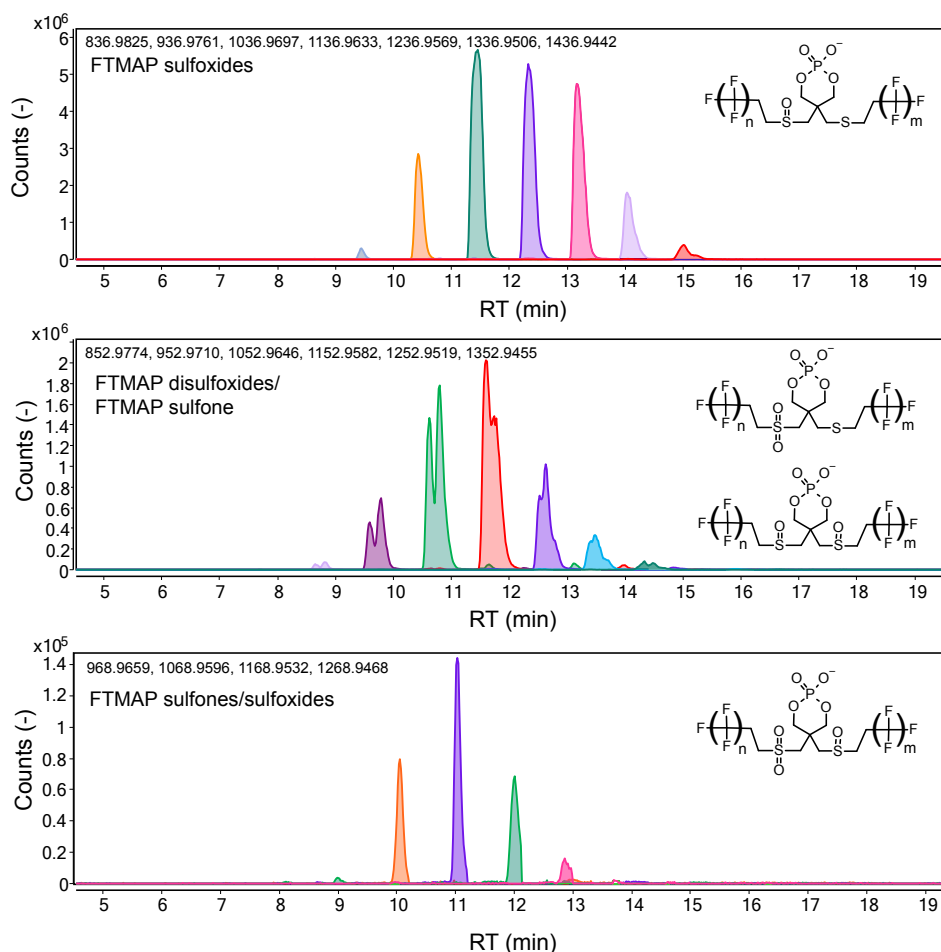 x10⁶
836.9825, 936.9761, 1036.9697, 1136.9633, 1236.9569, 1336.9506, 1436.9442
FTMAP sulfoxides
Counts (-)
6
5
4
3
2
1
0
5 6 7 8 9 10 11 12 13 14 15 16 17 18 19
RT (min)
O O⁻
P
O O
F F F
F n O S S F m
x10⁶
852.9774, 952.9710, 1052.9646, 1152.9582, 1252.9519, 1352.9455
FTMAP disulfoxides/
FTMAP sulfone
Counts (-)
2
1.8
1.6
1.4
1.2
1
0.8
0.6
0.4
0.2
0
5 6 7 8 9 10 11 12 13 14 15 16 17 18 19
RT (min)
O O⁻
P
O O
F F F F
F n O S O S F m
O O⁻
P
O O
F F F F
F n O S O S F m
x10⁵
968.9659, 1068.9596, 1168.9532, 1268.9468
FTMAP sulfones/sulfoxides
Counts (-)
1.4
1.2
1
0.8
0.6
0.4
0.2
0
5 6 7 8 9 10 11 12 13 14 15 16 17 18 19
RT (min)
O O⁻
P
O O
F F F F
F n O S O O S F m